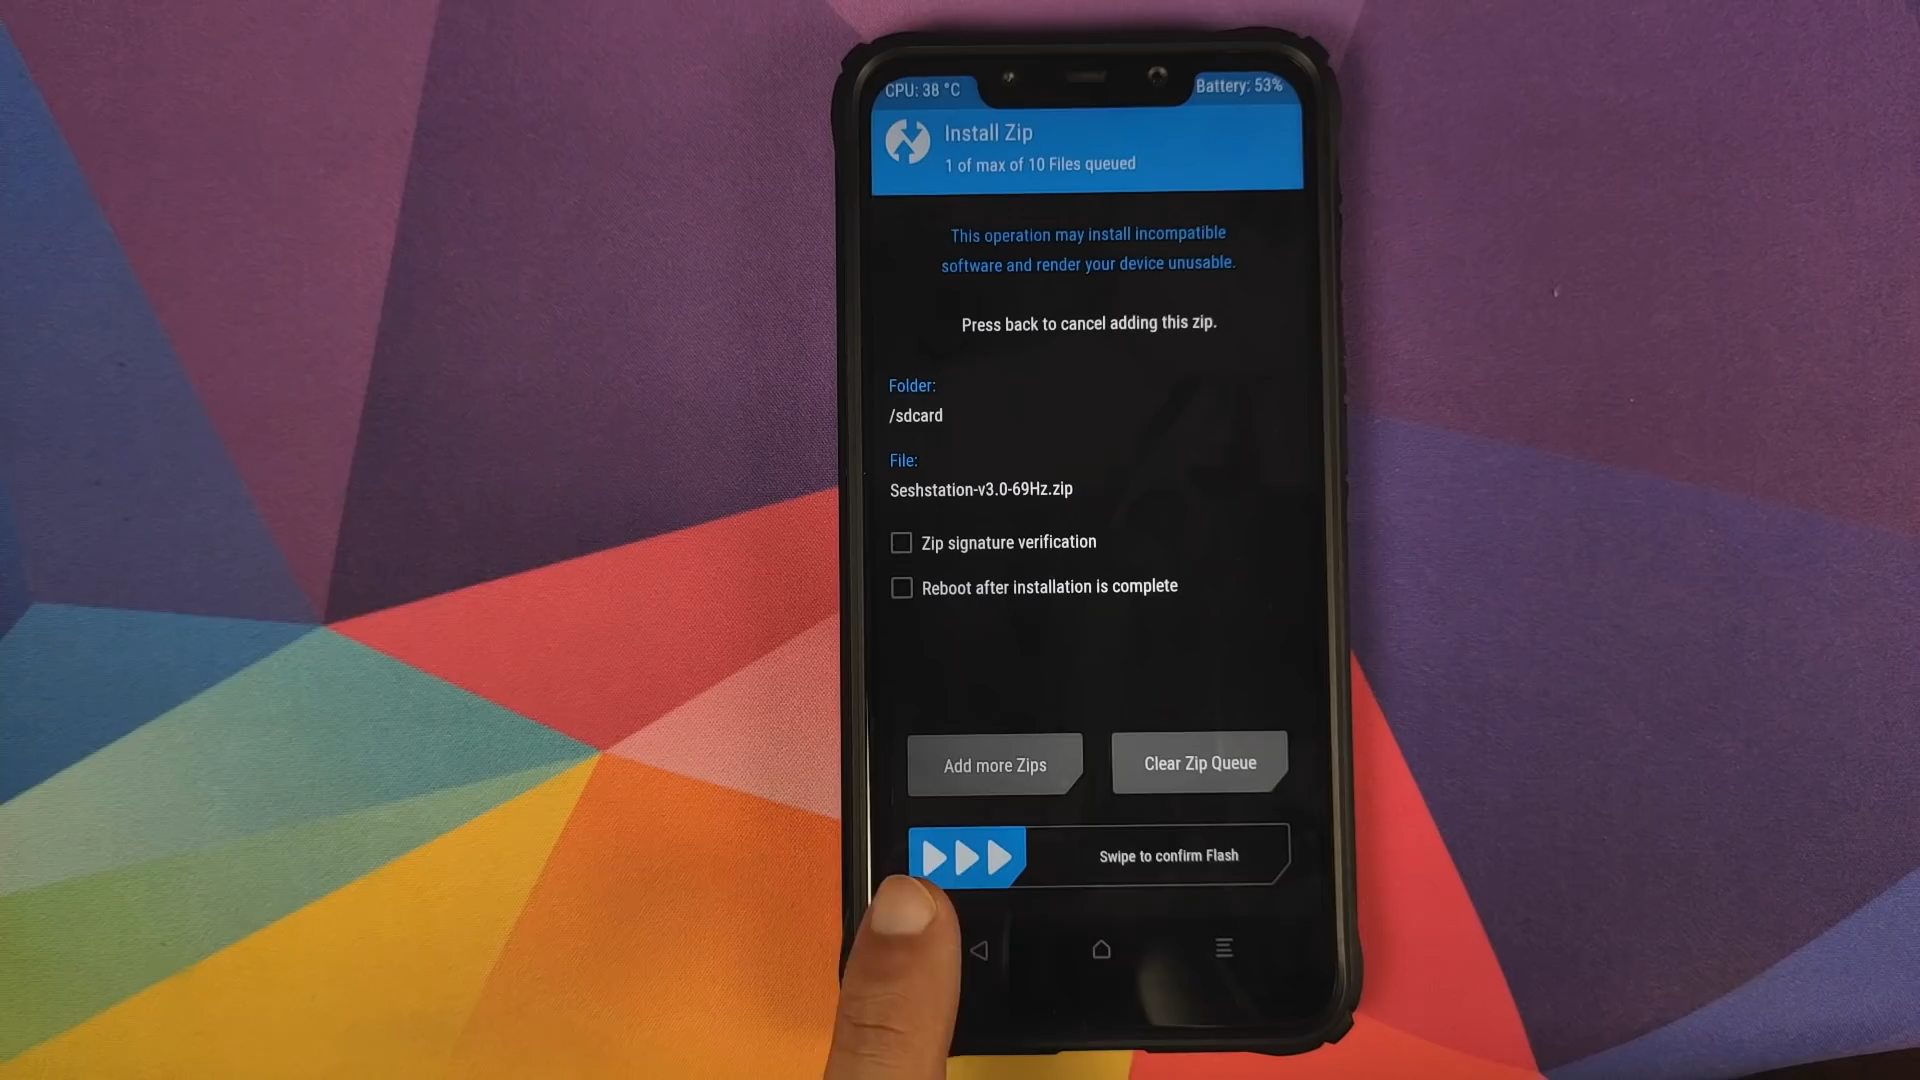 CPU: 38 °C
Battery: 53%
Install Zip
1 of max of 10 Files queued
This operation may install incompatible
software and render your device unusable.
Press back to cancel adding this zip.
Folder:
/sdcard
File:
Seshstation-v3.0-69Hz.zip
Zip signature verification
Reboot after installation is complete
Add more Zips
Clear Zip Queue
Swipe to confirm Flash